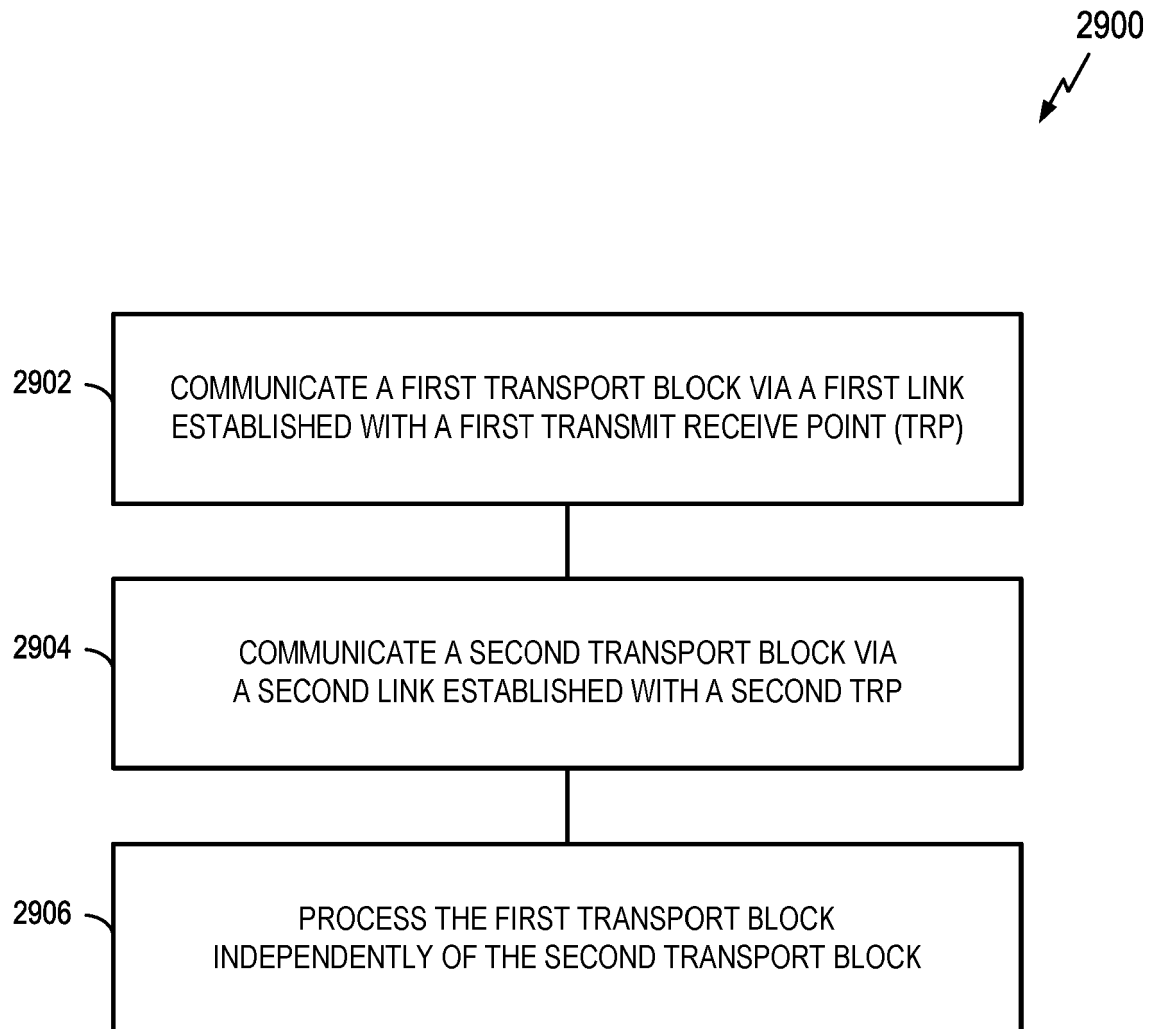 2900
2902
COMMUNICATE A FIRST TRANSPORT BLOCK VIA A FIRST LINK
ESTABLISHED WITH A FIRST TRANSMIT RECEIVE POINT (TRP)
2904
COMMUNICATE A SECOND TRANSPORT BLOCK VIA
A SECOND LINK ESTABLISHED WITH A SECOND TRP
2906
PROCESS THE FIRST TRANSPORT BLOCK
INDEPENDENTLY OF THE SECOND TRANSPORT BLOCK